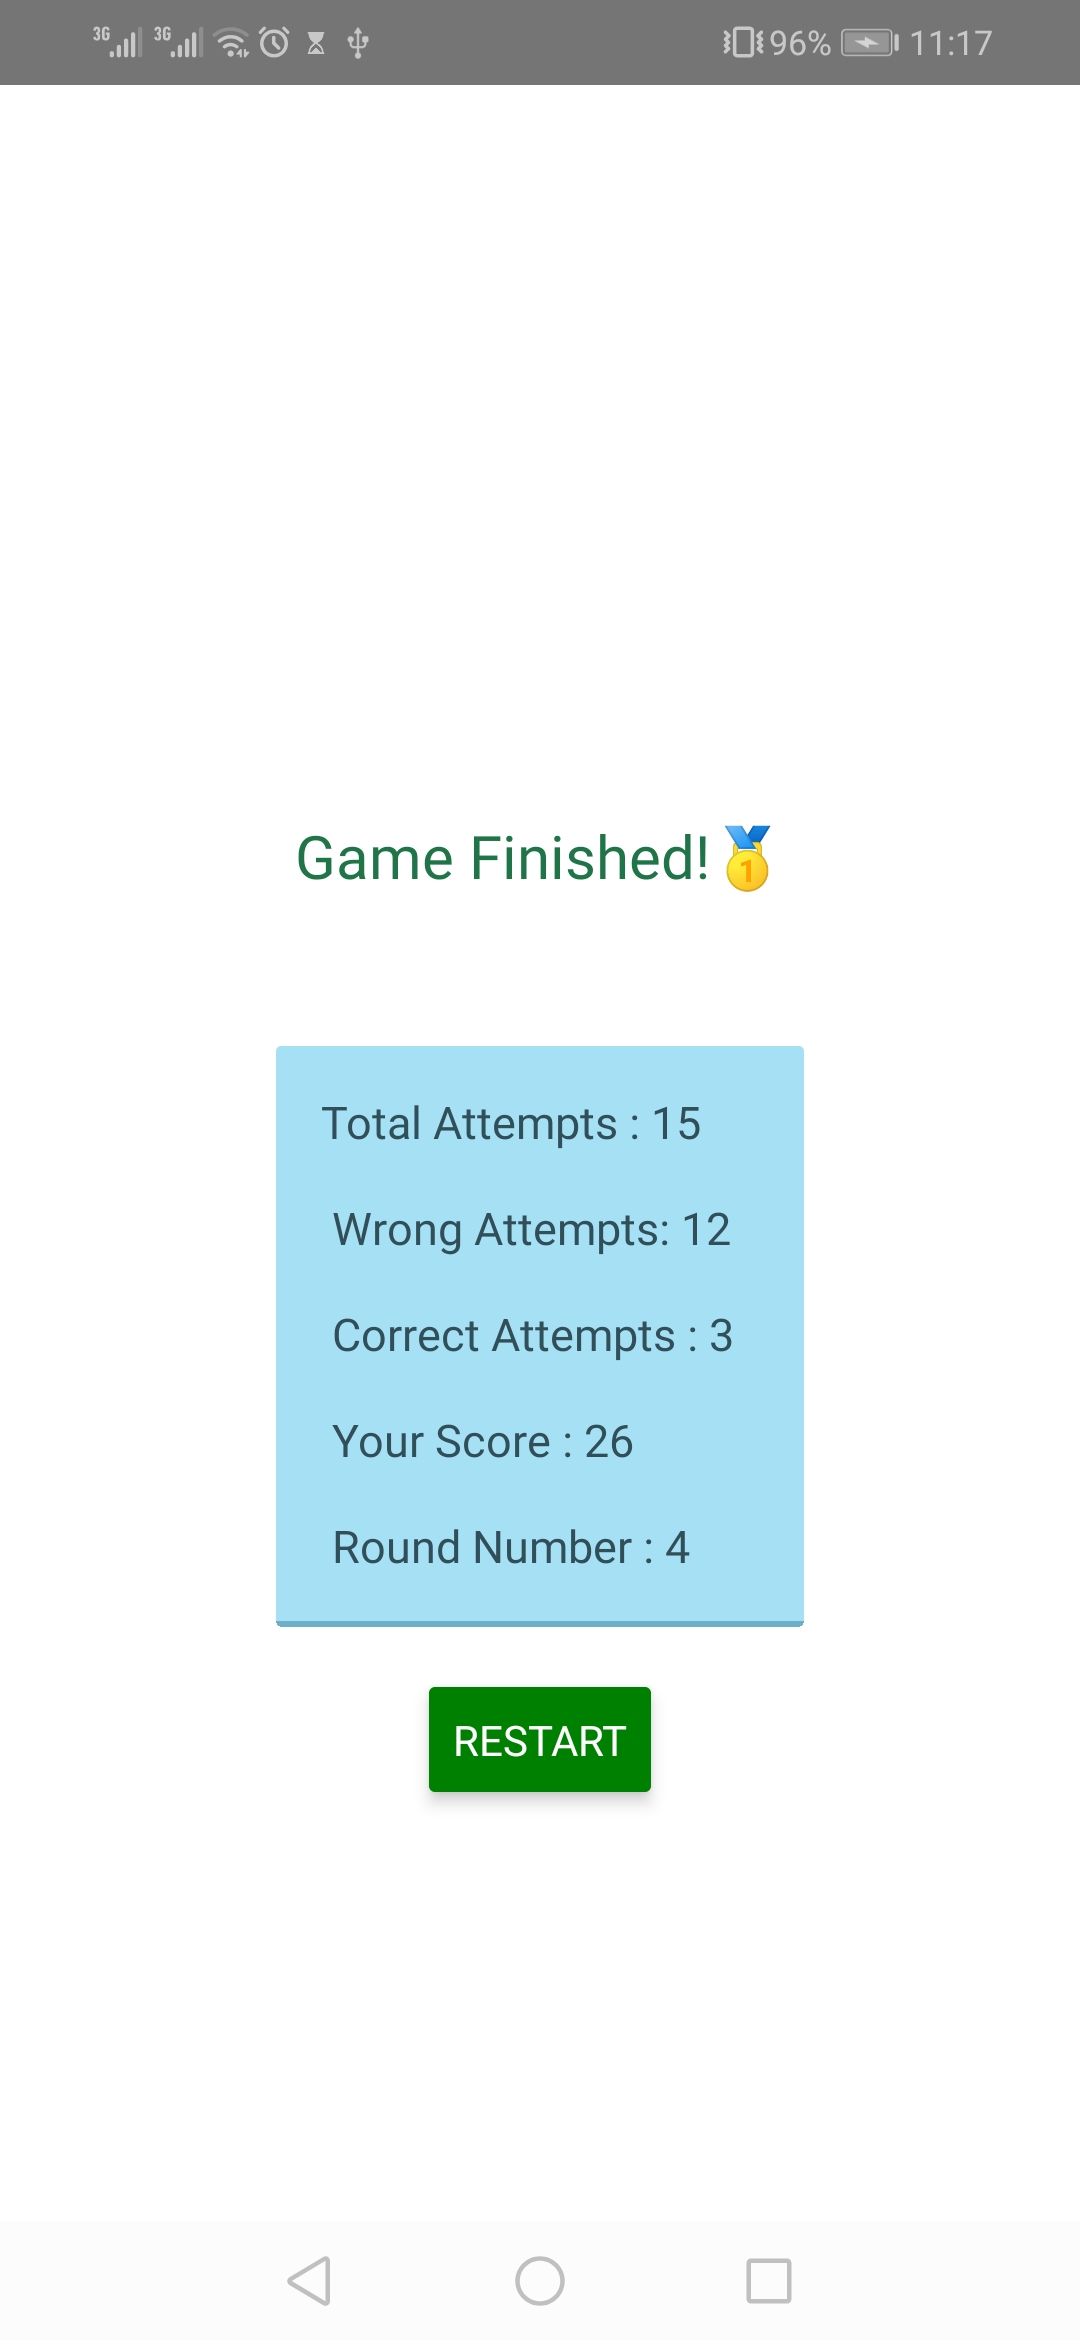 3G 3G 96% 11:17
Game Finished!🥇
Total Attempts : 15
Wrong Attempts: 12
Correct Attempts : 3
Your Score : 26
Round Number : 4
RESTART